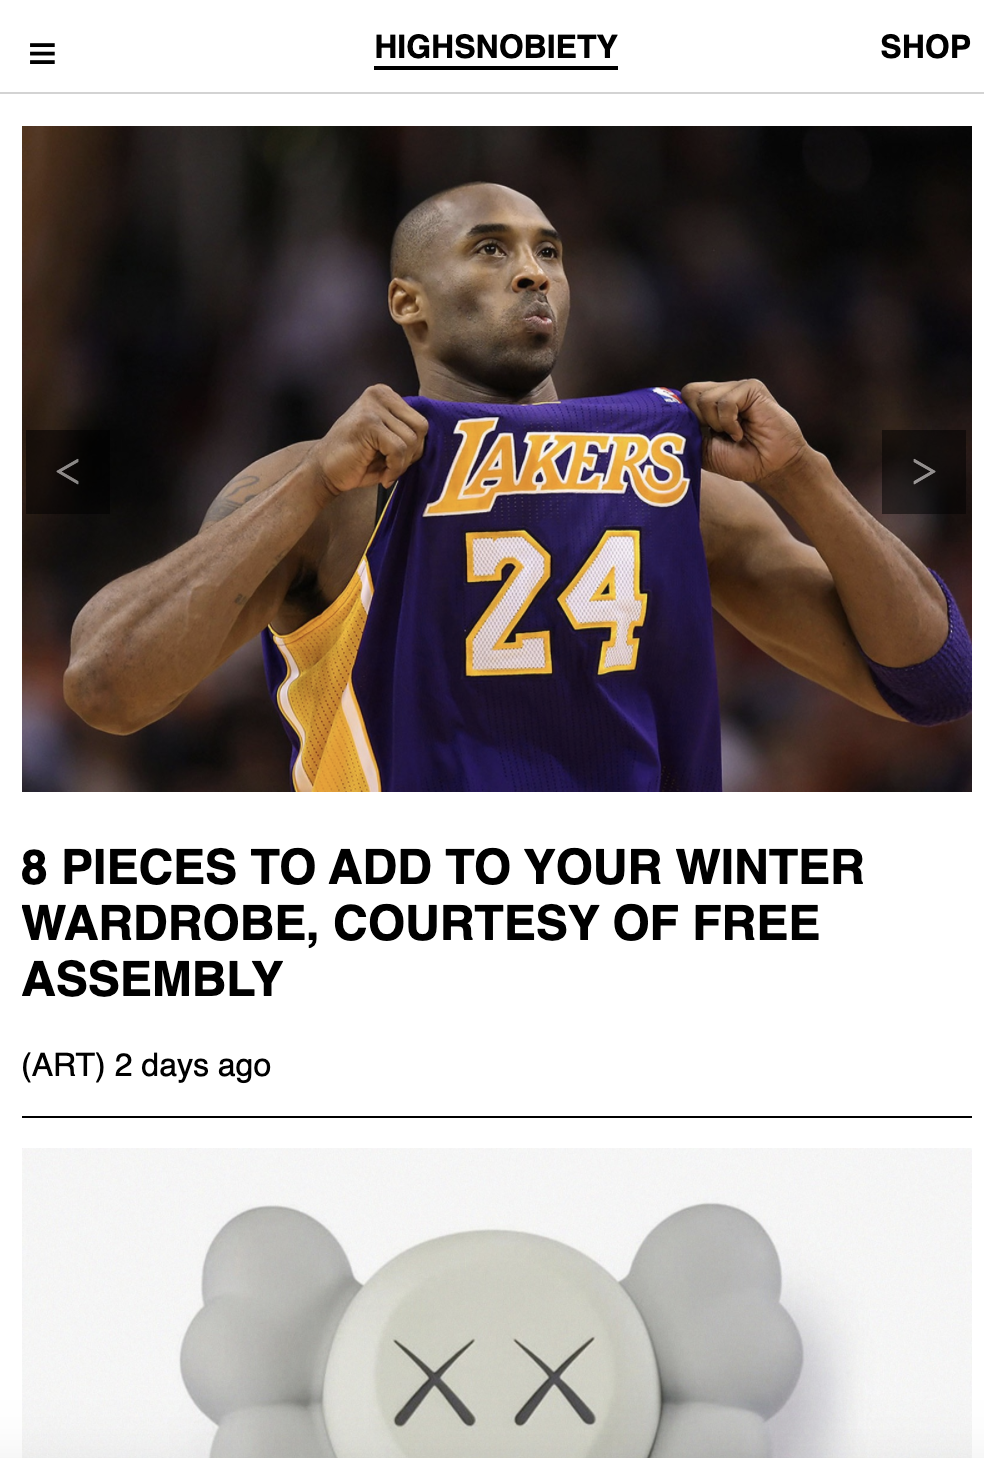 HIGHSNOBIETY
SHOP
LAKERS
24
8 PIECES TO ADD TO YOUR WINTER
WARDROBE, COURTESY OF FREE
ASSEMBLY
(ART) 2 days ago